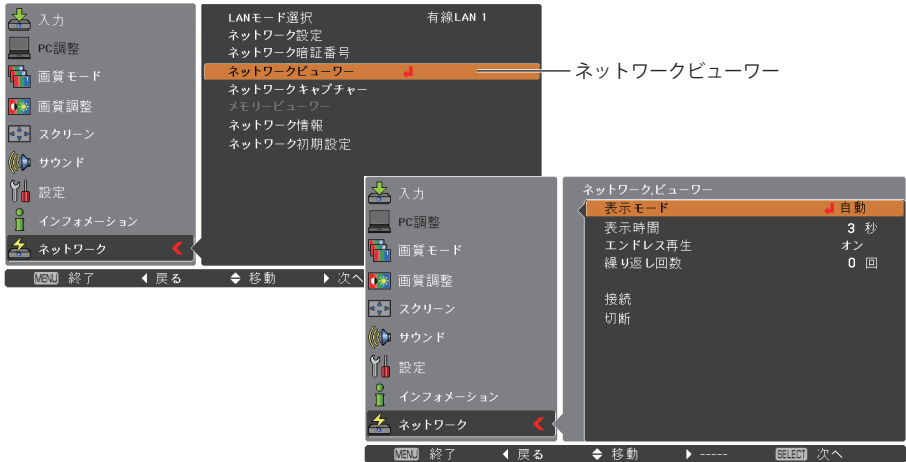 入力
PC調整
画質モード
画質調整
スクリーン
サウンド
設定
インフォメーション
ネットワーク
LANモード選択 有線LAN 1
ネットワーク設定
ネットワーク暗証番号
ネットワークビューワー
ネットワークキャプチャー
メモリービューワー
ネットワーク情報
ネットワーク初期設定
MENU 終了 戻る 移動 次へ
ネットワークビューワー
入力
PC調整
画質モード
画質調整
スクリーン
サウンド
設定
インフォメーション
ネットワーク
ネットワークビューワー
表示モード 自動
表示時間 3 秒
エンドレス再生 オン
繰り返し回数 0 回
接続
切断
MENU 終了 戻る 移動 ----- SELECT 次へ